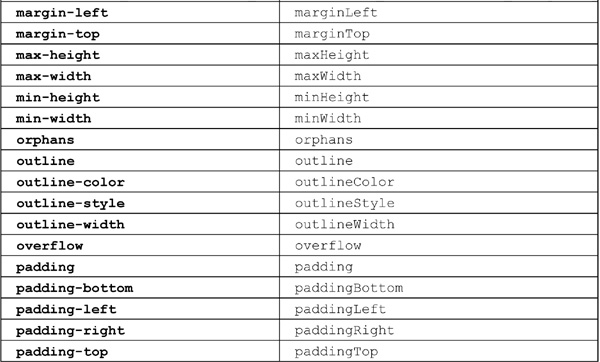 margin-left marginLeft
margin-top marginTop
max-height maxHeight
max-width maxWidth
min-height minHeight
min-width minWidth
orphans orphans
outline outline
outline-color outlineColor
outline-style outlineStyle
outline-width outlineWidth
overflow overflow
padding padding
padding-bottom paddingBottom
padding-left paddingLeft
padding-right paddingRight
padding-top paddingTop